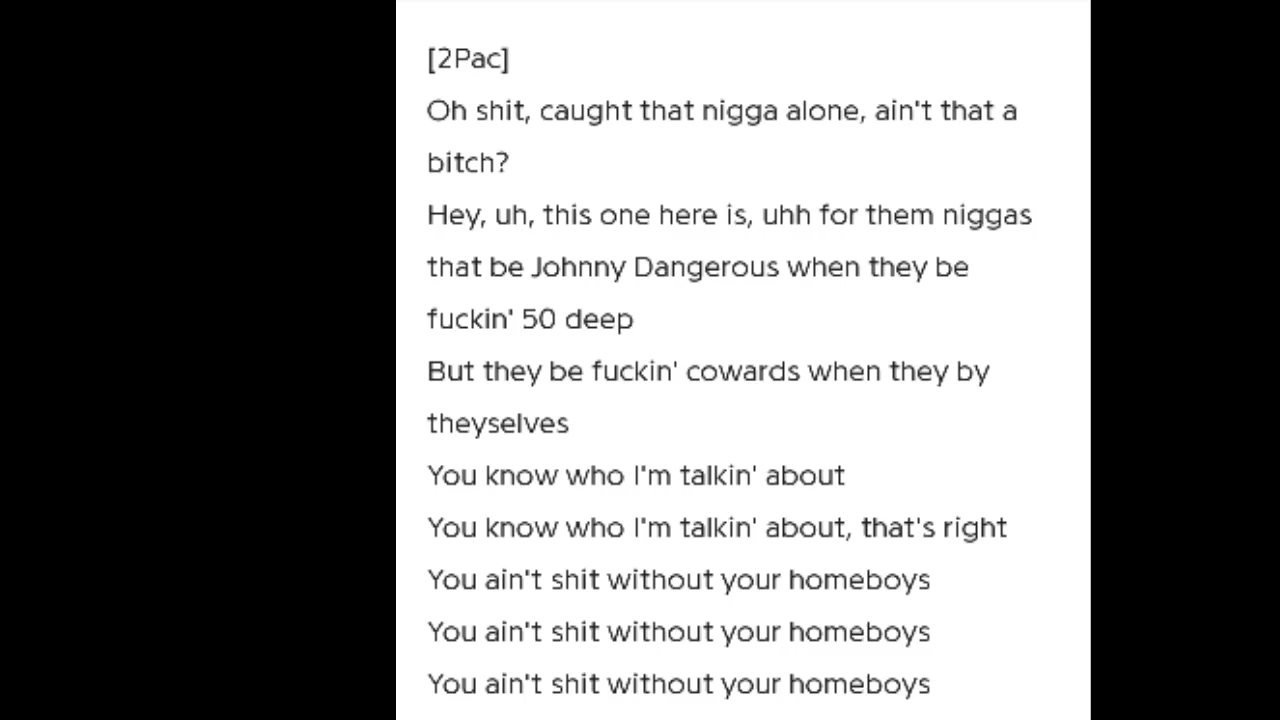 [2Pac]
Oh shit, caught that nigga alone, ain't that a
bitch?
Hey, uh, this one here is, uhh for them niggas
that be Johnny Dangerous when they be
fuckin' 50 deep
But they be fuckin' cowards when they by
theyselves
You know who I'm talkin' about
You know who I'm talkin' about, that's right
You ain't shit without your homeboys
You ain't shit without your homeboys
You ain't shit without your homeboys